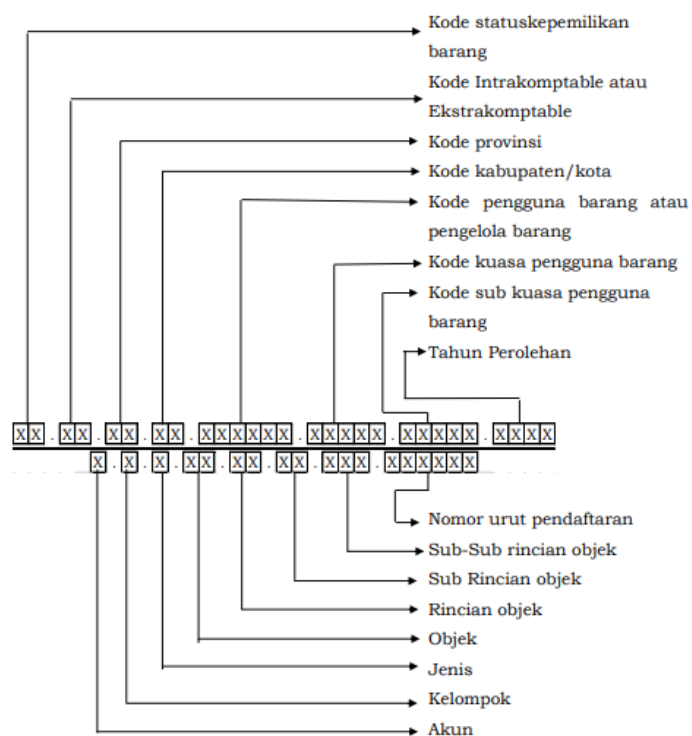 Kode statuskepemilikan
barang
Kode Intrakomptable atau
Ekstrakomptable
Kode provinsi
Kode kabupaten/kota
Kode pengguna barang atau
pengelola barang
Kode kuasa pengguna barang
Kode sub kuasa pengguna
barang
Tahun Perolehan
XX.XX.XX.XX.XXXXXX.XXXXX.XXXXX.XXXX
X.X.X.XX.XX.XX.XXX.XXXXXX
Nomor urut pendaftaran
Sub-Sub rincian objek
Sub Rincian objek
Rincian objek
Objek
Jenis
Kelompok
Akun